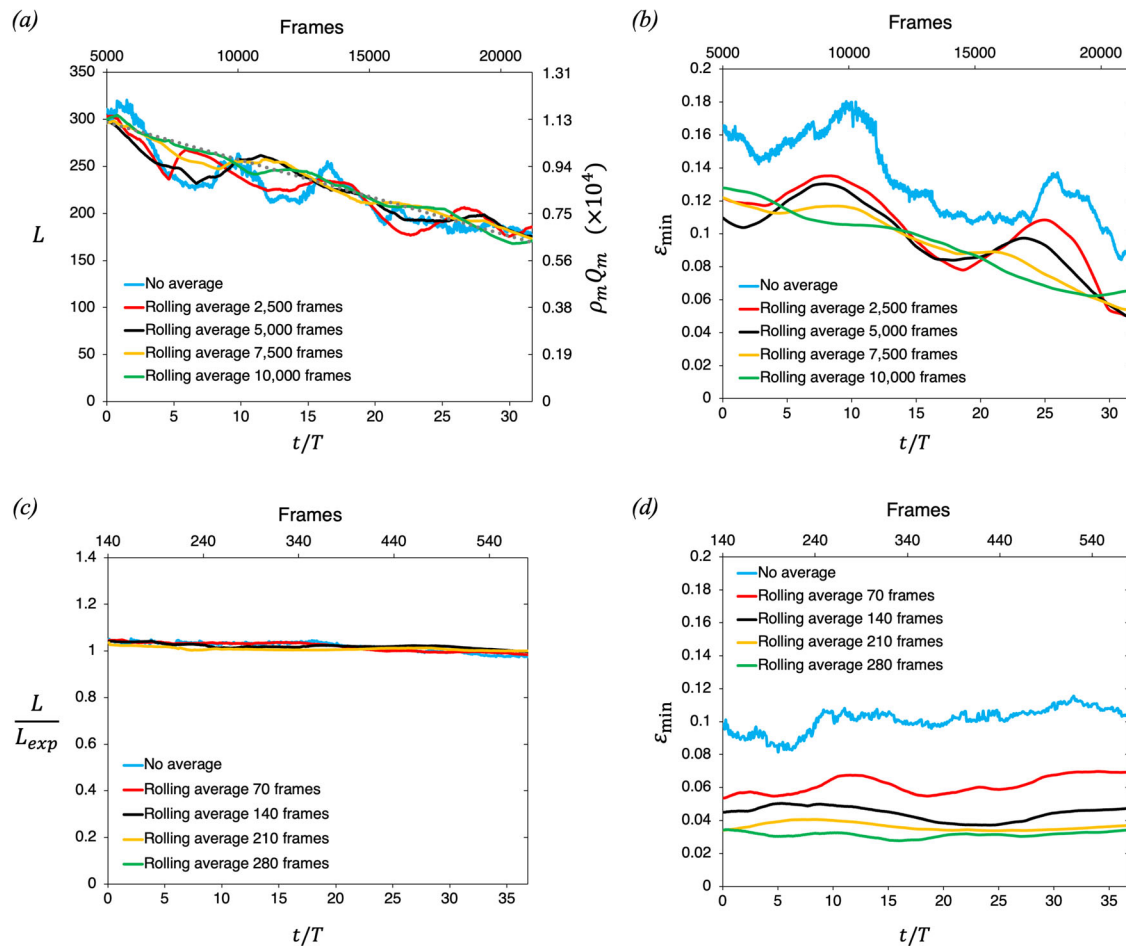 (a)
Frames
5000 10000 15000 20000
350
300
250
200
150
100
50
0
L
1.31
1.13
0.94
0.75
0.56
0.38
0.19
0
ρmQm (×10⁴)
No average
Rolling average 2,500 frames
Rolling average 5,000 frames
Rolling average 7,500 frames
Rolling average 10,000 frames
0 5 10 15 20 25 30
t/T
(b)
Frames
5000 10000 15000 20000
0.2
0.18
0.16
0.14
0.12
0.1
0.08
0.06
0.04
0.02
0
εmin
No average
Rolling average 2,500 frames
Rolling average 5,000 frames
Rolling average 7,500 frames
Rolling average 10,000 frames
0 5 10 15 20 25 30
t/T
(c)
Frames
140 240 340 440 540
1.4
1.2
1
0.8
0.6
0.4
0.2
0
L
Lexp
No average
Rolling average 70 frames
Rolling average 140 frames
Rolling average 210 frames
Rolling average 280 frames
0 5 10 15 20 25 30 35
t/T
(d)
Frames
140 240 340 440 540
0.2
0.18
0.16
0.14
0.12
0.1
0.08
0.06
0.04
0.02
0
εmin
No average
Rolling average 70 frames
Rolling average 140 frames
Rolling average 210 frames
Rolling average 280 frames
0 5 10 15 20 25 30 35
t/T